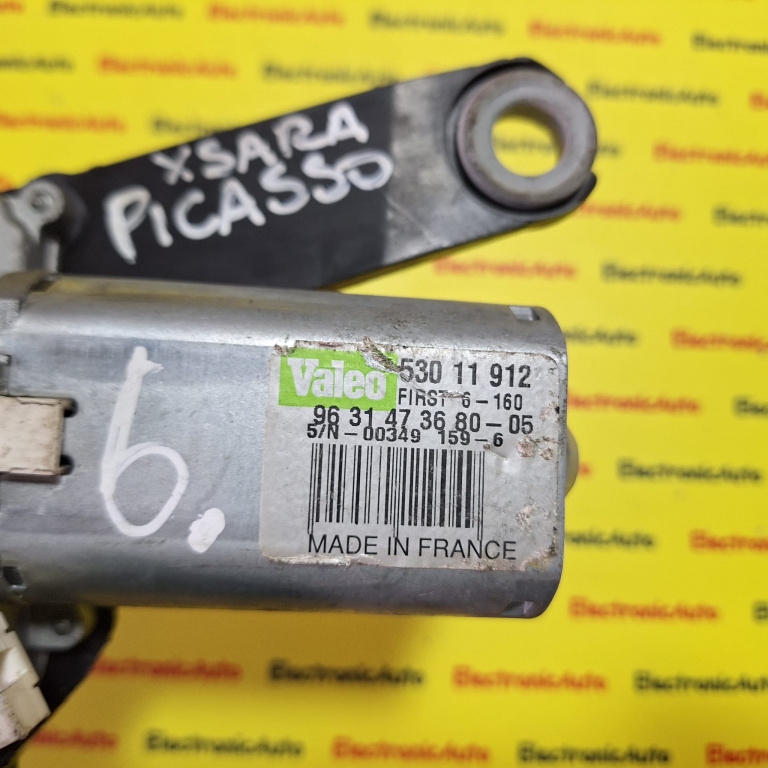 XSARA
PICASSO
6.
Valeo
530 11 912
FIRST 6-160
96 31 47 36 80-05
S/N-00349 159-6
MADE IN FRANCE
ElectronicAuto